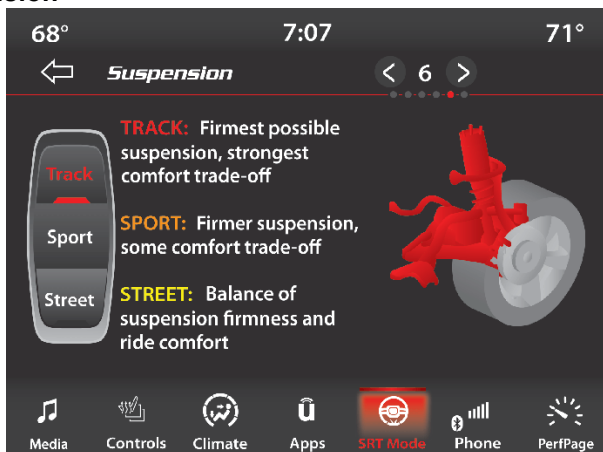 68°
7:07
71°
Suspension
< 6 >
Track
Sport
Street
TRACK: Firmest possible
suspension, strongest
comfort trade-off
SPORT: Firmer suspension,
some comfort trade-off
STREET: Balance of
suspension firmness and
ride comfort
Media
Controls
Climate
Apps
SRT Mode
Phone
PerfPage